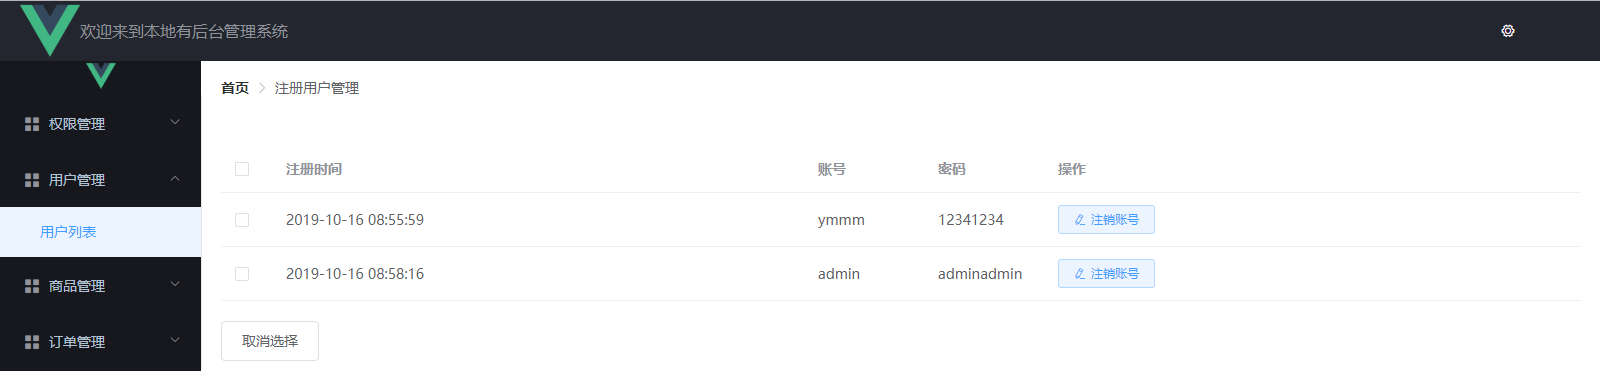 欢迎来到本地有后台管理系统
首页 > 注册用户管理
权限管理
用户管理
用户列表
商品管理
订单管理
注册时间 账号 密码 操作
2019-10-16 08:55:59 ymmm 12341234 注销账号
2019-10-16 08:58:16 admin adminadmin 注销账号
取消选择